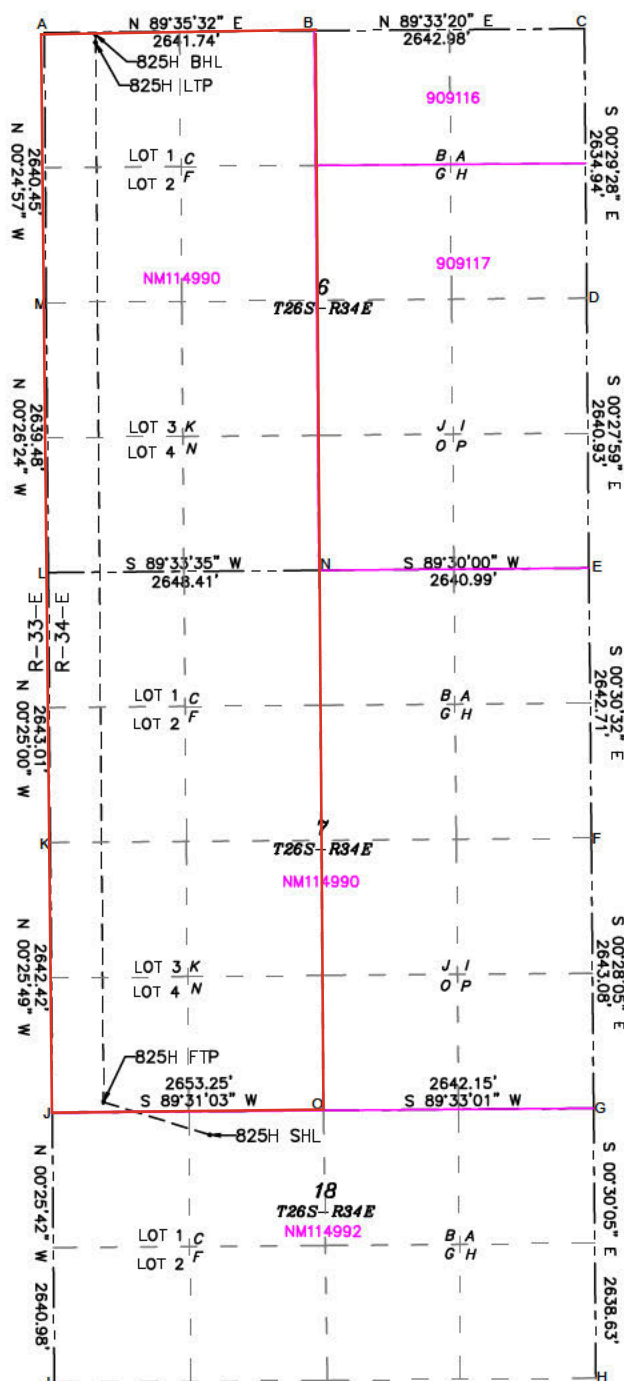 A
N 89°35'32" E
B
N 89°33'20" E
C
2641.74'
2642.98'
825H BHL
825H LTP
909116
N 00°24'57" W
2640.45'
LOT 1 C
LOT 2 F
B A
G H
S 00°29'28" E
2634.94'
NM114990
909117
M
6
T26S-R34E
D
N 00°26'24" W
2639.48'
LOT 3 K
LOT 4 N
J I
O P
S 00°27'59" E
2640.93'
L
S 89°33'35" W
2648.41'
N
S 89°30'00" W
2640.99'
E
R-33-E
R-34-E
N 00°25'00" W
2643.01'
LOT 1 C
LOT 2 F
B A
G H
S 00°30'32" E
2642.71'
K
7
T26S-R34E
F
NM114990
N 00°25'49" W
2642.42'
LOT 3 K
LOT 4 N
J I
O P
S 00°28'05" E
2643.08'
825H FTP
2653.25'
S 89°31'03" W
2642.15'
S 89°33'01" W
J
O
G
825H SHL
18
T26S-R34E
NM114992
N 00°25'42" W
2640.98'
LOT 1 C
LOT 2 F
B A
G H
S 00°30'05" E
2638.63'
H